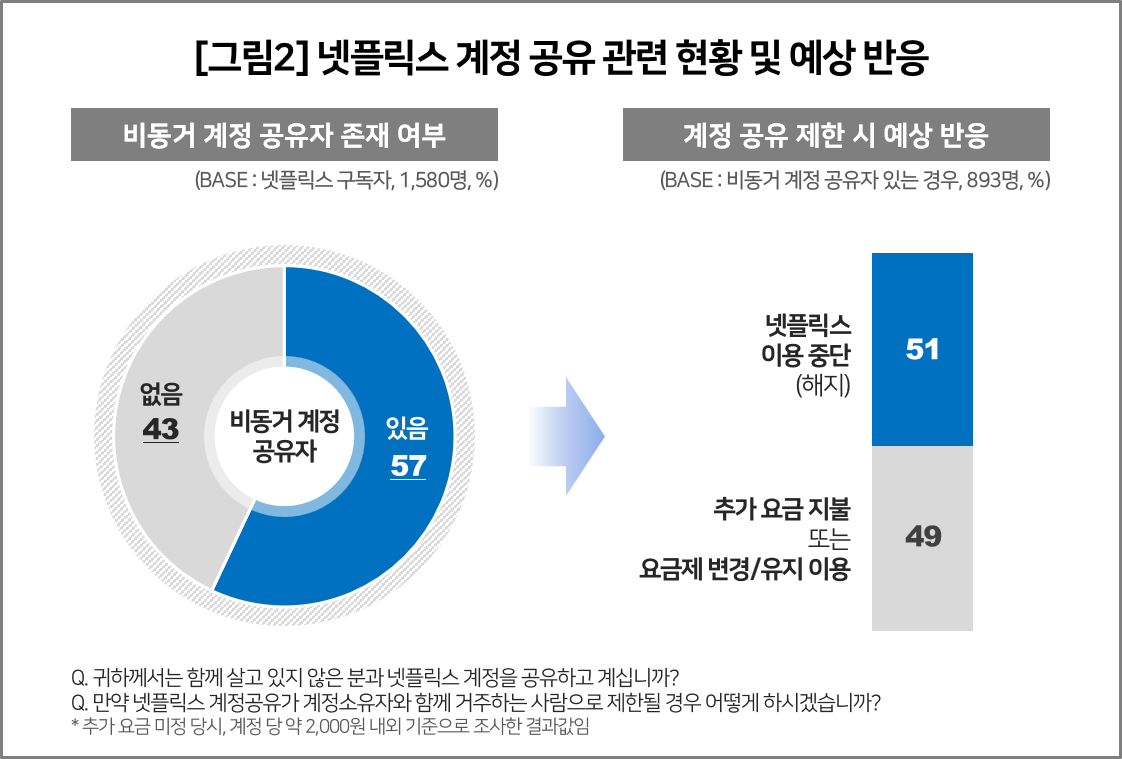 [그림2] 넷플릭스 계정 공유 관련 현황 및 예상 반응
비동거 계정 공유자 존재 여부
(BASE : 넷플릭스 구독자, 1,580명, %)
없음
43
비동거 계정
공유자
있음
57
계정 공유 제한 시 예상 반응
(BASE : 비동거 계정 공유자 있는 경우, 893명, %)
넷플릭스
이용 중단
(해지)
51
추가 요금 지불
또는
요금제 변경/유지 이용
49
Q. 귀하께서는 함께 살고 있지 않은 분과 넷플릭스 계정을 공유하고 계십니까?
Q. 만약 넷플릭스 계정공유가 계정소유자와 함께 거주하는 사람으로 제한될 경우 어떻게 하시겠습니까?
* 추가 요금 미정 당시, 계정 당 약 2,000원 내외 기준으로 조사한 결과값임